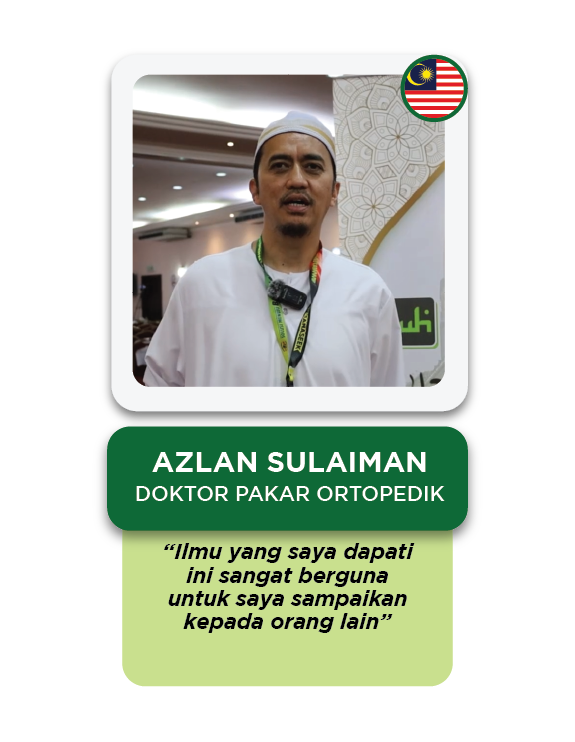 AZLAN SULAIMAN
DOKTOR PAKAR ORTOPEDIK
“Ilmu yang saya dapati
ini sangat berguna
untuk saya sampaikan
kepada orang lain”